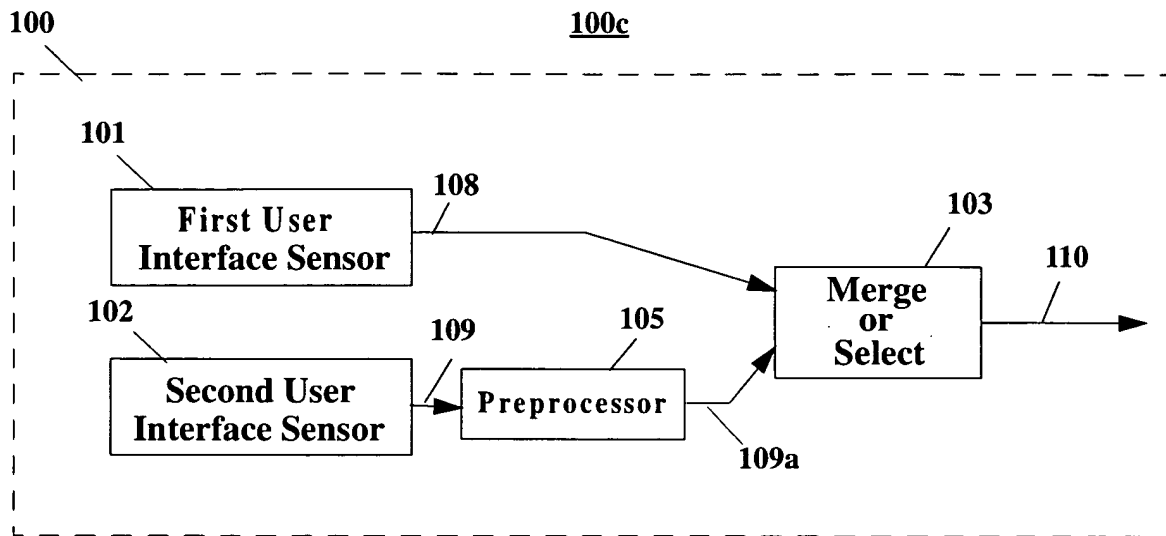 100
100c
101
108
First User
Interface Sensor
103
110
Merge
or
Select
102
109
105
Second User
Interface Sensor
Preprocessor
109a